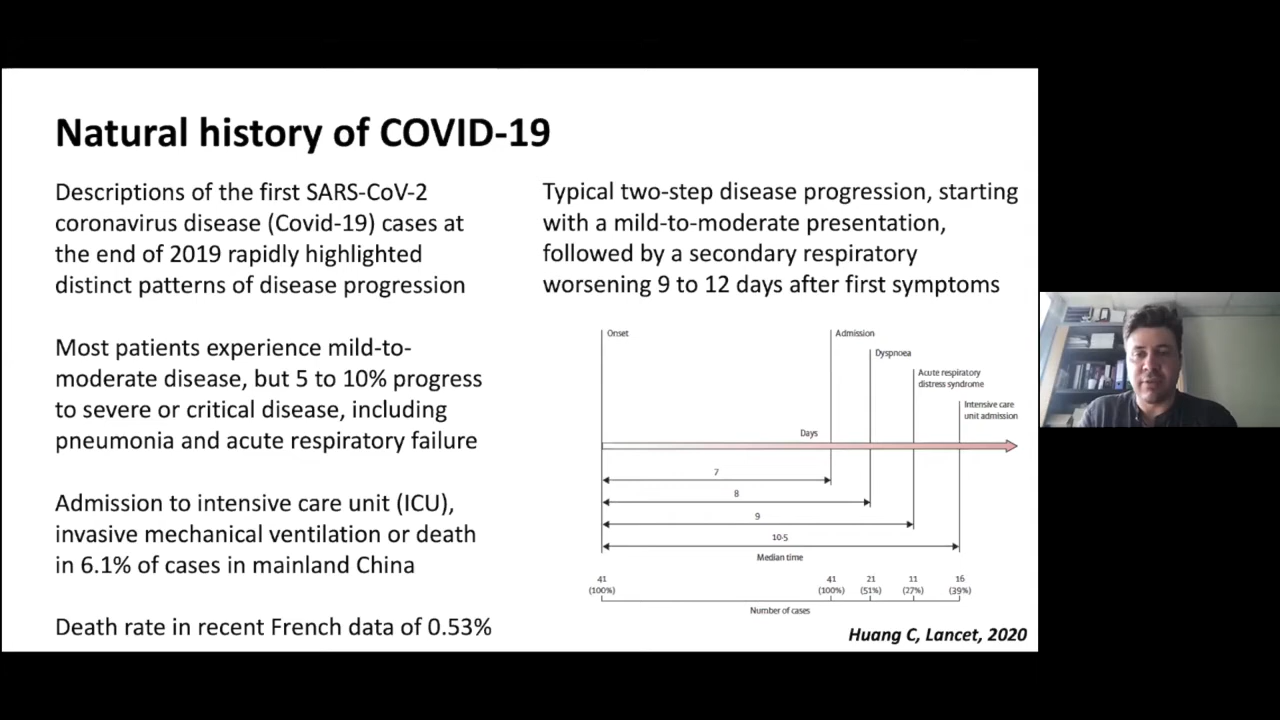 Natural history of COVID-19
Descriptions of the first SARS-CoV-2
coronavirus disease (Covid-19) cases at
the end of 2019 rapidly highlighted
distinct patterns of disease progression
Most patients experience mild-to-
moderate disease, but 5 to 10% progress
to severe or critical disease, including
pneumonia and acute respiratory failure
Admission to intensive care unit (ICU),
invasive mechanical ventilation or death
in 6.1% of cases in mainland China
Death rate in recent French data of 0.53%
Typical two-step disease progression, starting
with a mild-to-moderate presentation,
followed by a secondary respiratory
worsening 9 to 12 days after first symptoms
Onset
Admission
Dyspnoea
Acute respiratory
distress syndrome
Intensive care
unit admission
Days
7
8
9
10·5
Median time
41 41 21 11 16
(100%) (100%) (51%) (27%) (39%)
Number of cases
Huang C, Lancet, 2020